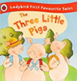 Ladybird First Favourite Tales
The Three
Little Pigs